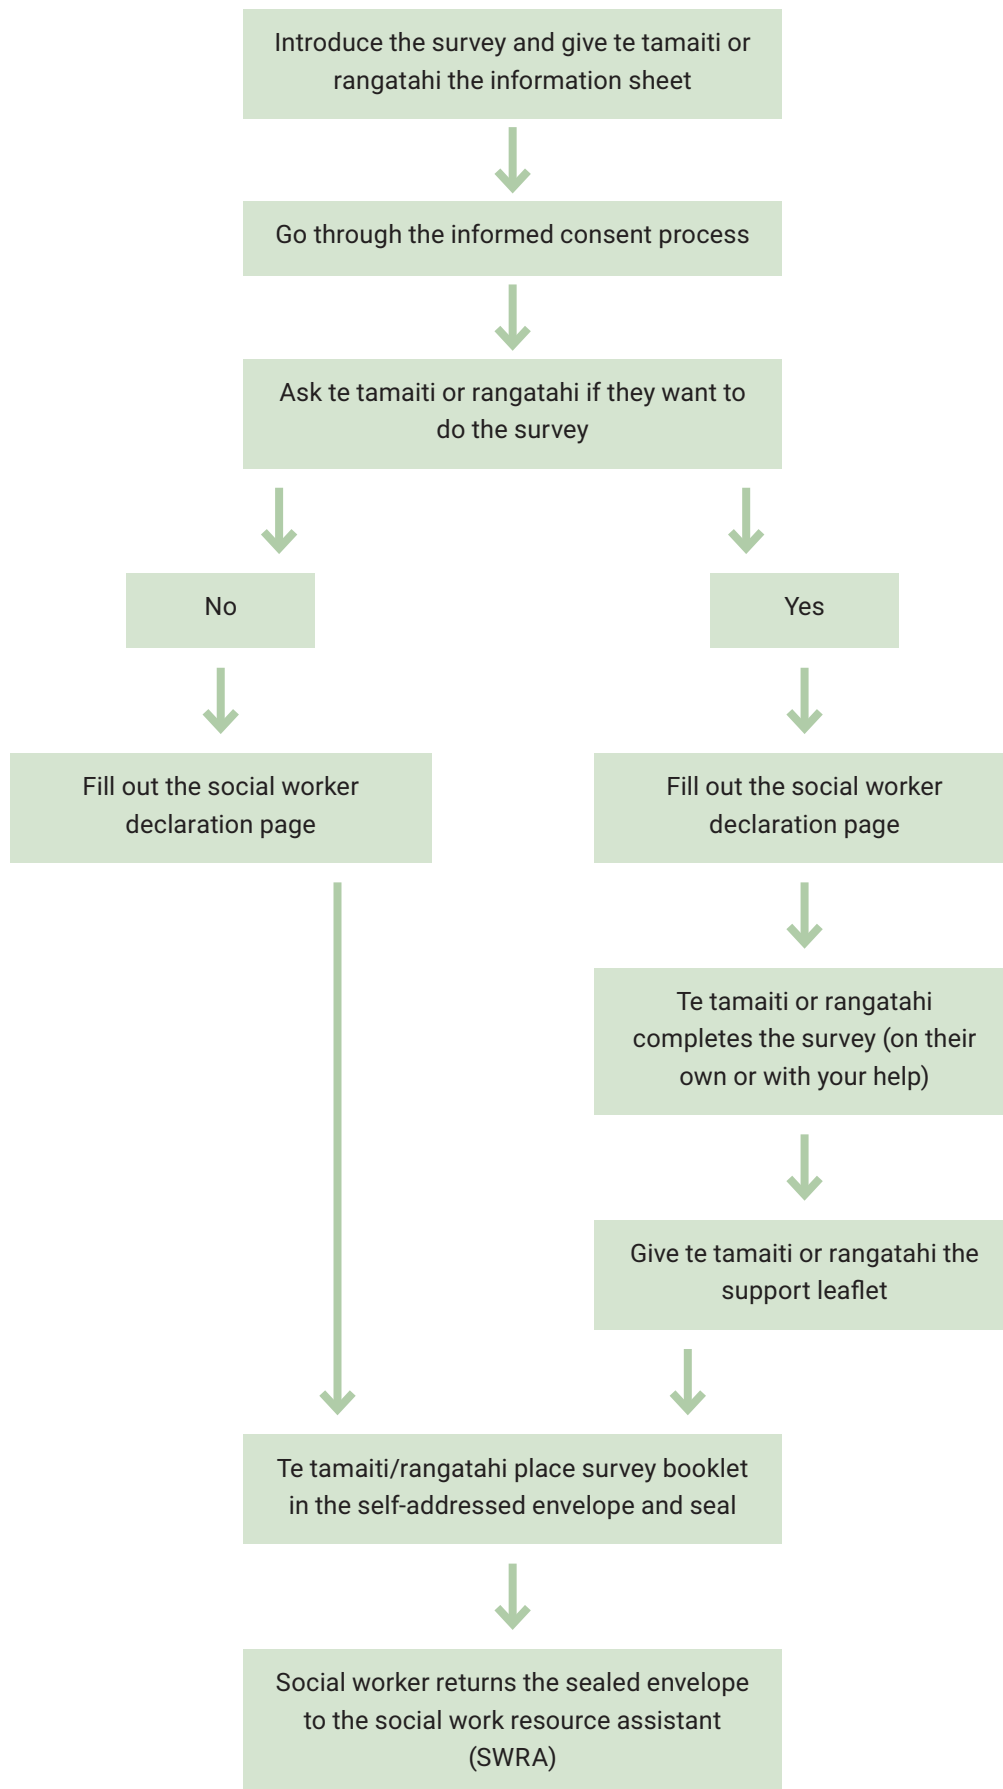 Introduce the survey and give te tamaiti or
rangatahi the information sheet
Go through the informed consent process
Ask te tamaiti or rangatahi if they want to
do the survey
No
Yes
Fill out the social worker
declaration page
Fill out the social worker
declaration page
Te tamaiti or rangatahi
completes the survey (on their
own or with your help)
Give te tamaiti or rangatahi the
support leaflet
Te tamaiti/rangatahi place survey booklet
in the self-addressed envelope and seal
Social worker returns the sealed envelope
to the social work resource assistant
(SWRA)